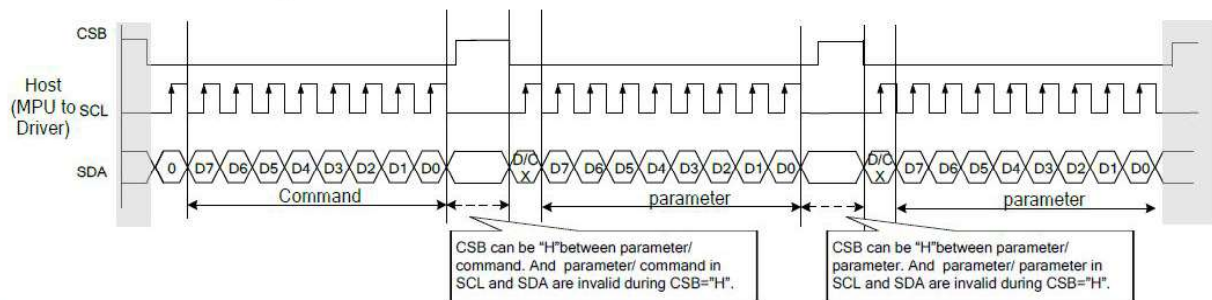 CSB
Host
(MPU to
Driver)
SCL
SDA
0 D7 D6 D5 D4 D3 D2 D1 D0 D/C X D7 D6 D5 D4 D3 D2 D1 D0 D/C X D7 D6 D5 D4 D3 D2 D1 D0
Command parameter parameter
CSB can be “H”between parameter/
command. And parameter/ command in
SCL and SDA are invalid during CSB=”H”.
CSB can be “H”between parameter/
parameter. And parameter/ parameter in
SCL and SDA are invalid during CSB=”H”.